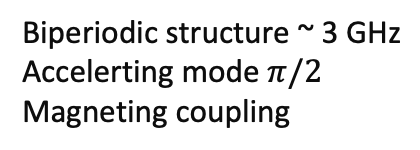 Biperiodic structure ~ 3 GHz
Accelerting mode π/2
Magneting coupling